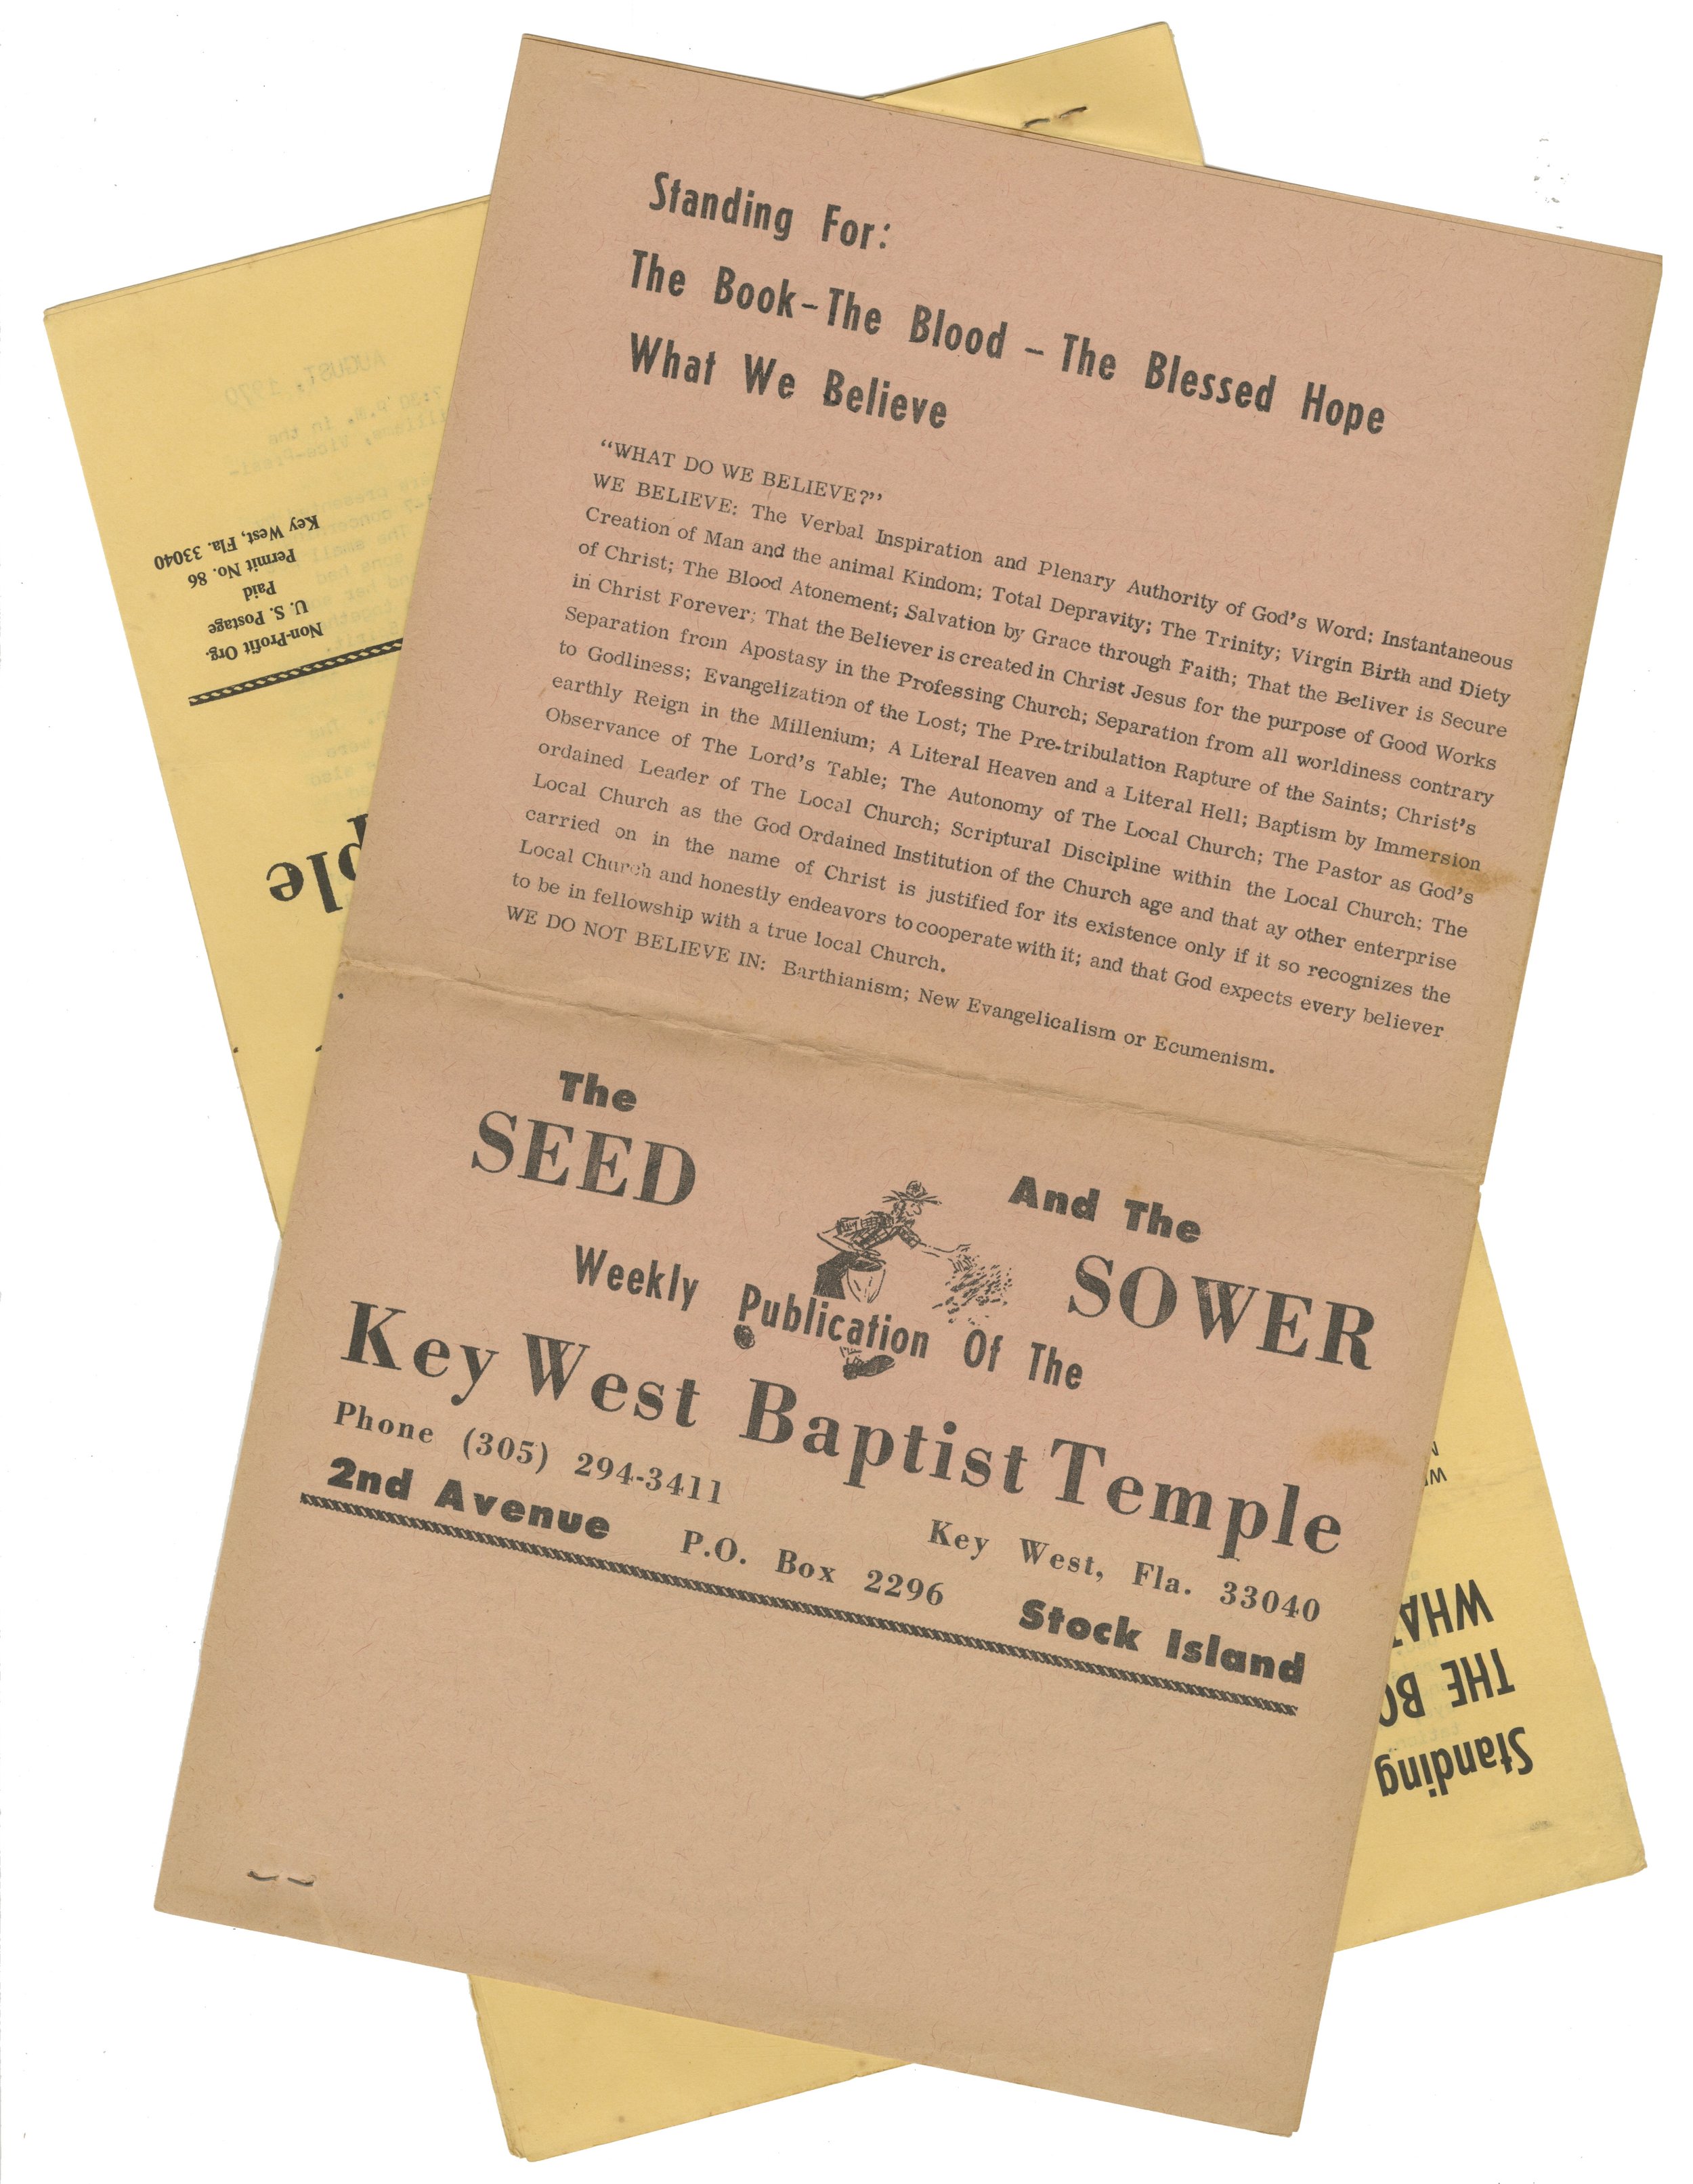 Standing For:
The Book - The Blood - The Blessed Hope
What We Believe
“WHAT DO WE BELIEVE?”
WE BELIEVE: The Verbal Inspiration and Plenary Authority of God's Word; Instantaneous
Creation of Man and the animal Kindom; Total Depravity; The Trinity; Virgin Birth and Diety
of Christ; The Blood Atonement; Salvation by Grace through Faith; That the Beliver is Secure
in Christ Forever; That the Believer is created in Christ Jesus for the purpose of Good Works
Separation from Apostasy in the Professing Church; Separation from all worldiness contrary
to Godliness; Evangelization of the Lost; The Pre-tribulation Rapture of the Saints; Christ's
earthly Reign in the Millenium; A Literal Heaven and a Literal Hell; Baptism by Immersion
Observance of The Lord's Table; The Autonomy of The Local Church; The Pastor as God's
ordained Leader of The Local Church; Scriptural Discipline within the Local Church; The
Local Church as the God Ordained Institution of the Church age and that ay other enterprise
carried on in the name of Christ is justified for its existence only if it so recognizes the
Local Church and honestly endeavors to cooperate with it; and that God expects every believer
to be in fellowship with a true local Church.
WE DO NOT BELIEVE IN: Barthianism; New Evangelicalism or Ecumenism.
The
SEED
And The
SOWER
Weekly Publication Of The
Key West Baptist Temple
Phone (305) 294-3411
Key West, Fla. 33040
2nd Avenue
P.O. Box 2296
Stock Island
Non-Profit Org.
U. S. Postage
Paid
Permit No. 86
Key West, Fla. 33040
ple
AUGUST, 1970
7:30 P.M. in the
Vice-Presi-
Standing
THE BO
WHAT